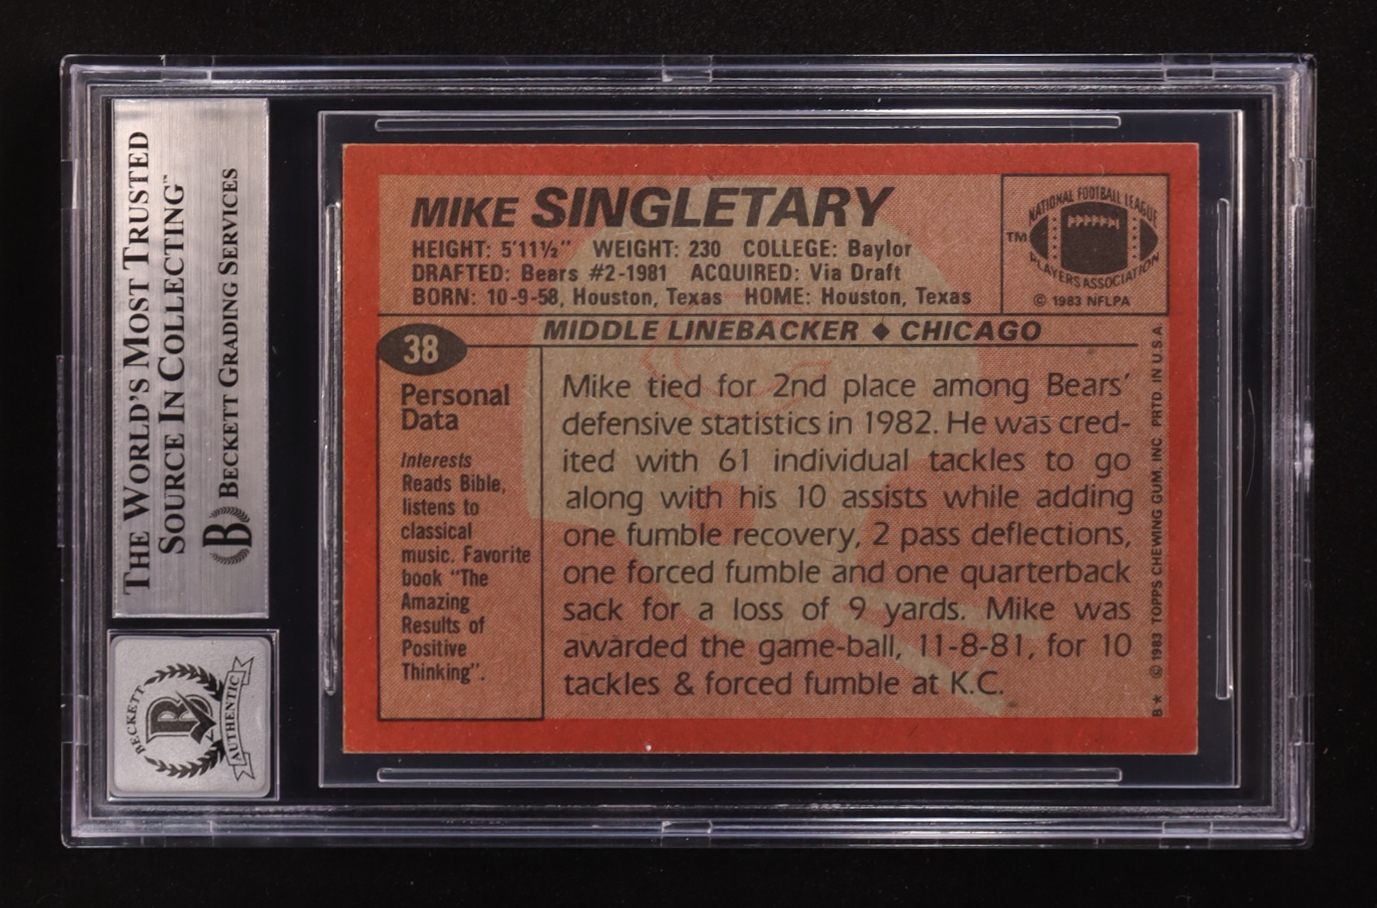 THE WORLD'S MOST TRUSTED
SOURCE IN COLLECTING™
B BECKETT GRADING SERVICES
BECKETT
B
AUTHENTIC
MIKE SINGLETARY
HEIGHT: 5'11½" WEIGHT: 230 COLLEGE: Baylor
DRAFTED: Bears #2-1981 ACQUIRED: Via Draft
BORN: 10-9-58, Houston, Texas HOME: Houston, Texas
NATIONAL FOOTBALL LEAGUE
TM
PLAYERS ASSOCIATION
© 1983 NFLPA
38
MIDDLE LINEBACKER ♦ CHICAGO
Personal
Data
Interests
Reads Bible,
listens to
classical
music. Favorite
book "The
Amazing
Results of
Positive
Thinking".
Mike tied for 2nd place among Bears'
defensive statistics in 1982. He was cred-
ited with 61 individual tackles to go
along with his 10 assists while adding
one fumble recovery, 2 pass deflections,
one forced fumble and one quarterback
sack for a loss of 9 yards. Mike was
awarded the game-ball, 11-8-81, for 10
tackles & forced fumble at K.C.
B★ © 1983 TOPPS CHEWING GUM, INC. PRTD. IN U.S.A.